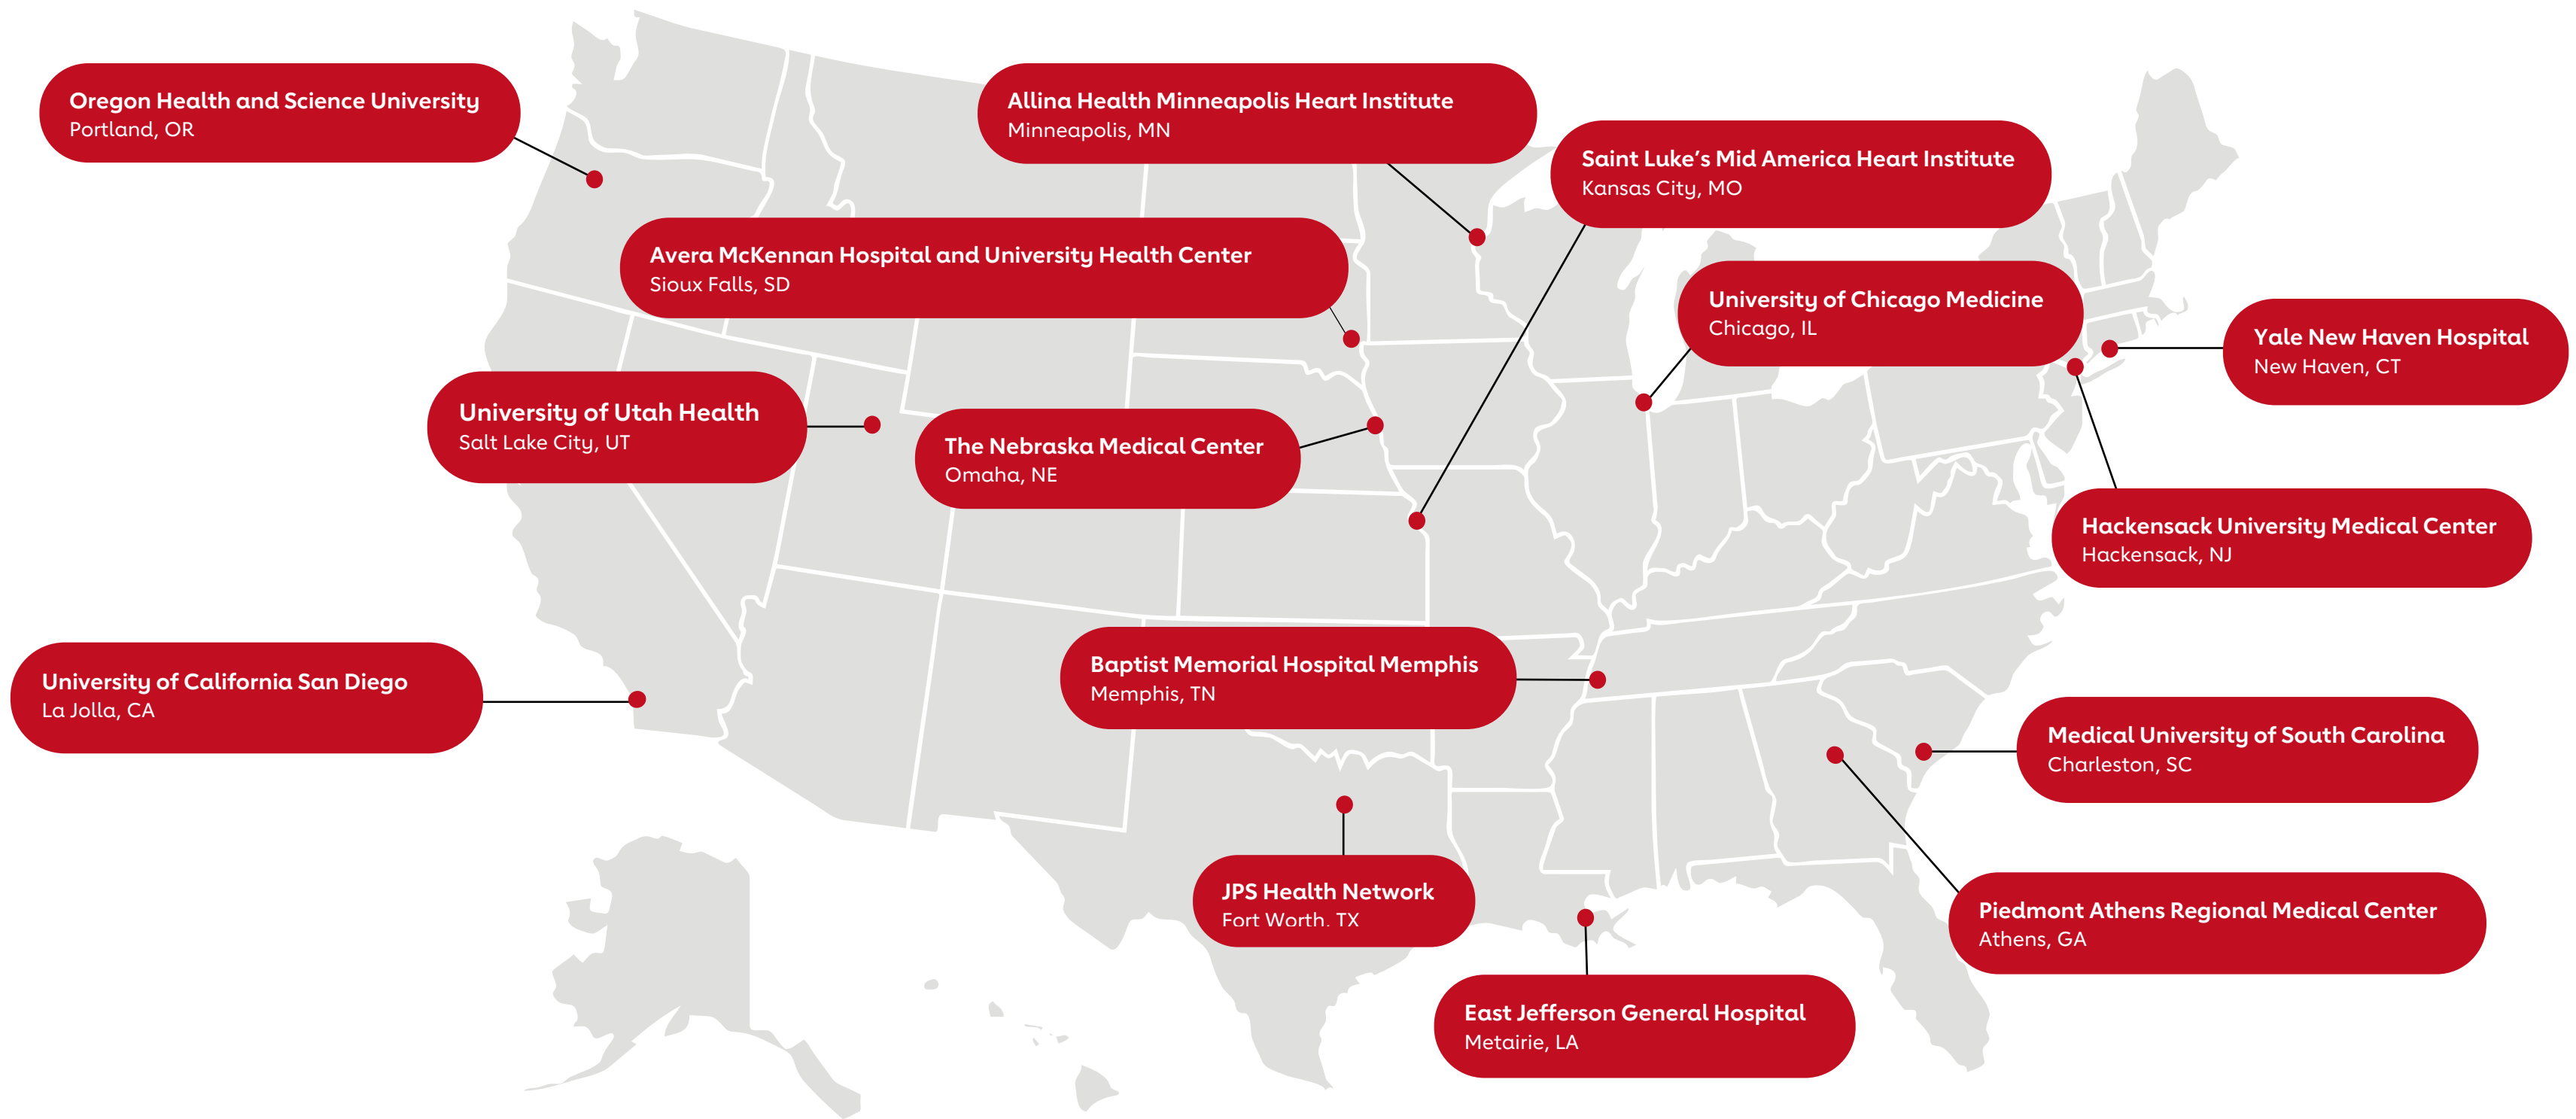 Oregon Health and Science University
Portland, OR
Allina Health Minneapolis Heart Institute
Minneapolis, MN
Saint Luke’s Mid America Heart Institute
Kansas City, MO
Avera McKennan Hospital and University Health Center
Sioux Falls, SD
University of Chicago Medicine
Chicago, IL
Yale New Haven Hospital
New Haven, CT
University of Utah Health
Salt Lake City, UT
The Nebraska Medical Center
Omaha, NE
Hackensack University Medical Center
Hackensack, NJ
University of California San Diego
La Jolla, CA
Baptist Memorial Hospital Memphis
Memphis, TN
Medical University of South Carolina
Charleston, SC
JPS Health Network
Fort Worth, TX
Piedmont Athens Regional Medical Center
Athens, GA
East Jefferson General Hospital
Metairie, LA